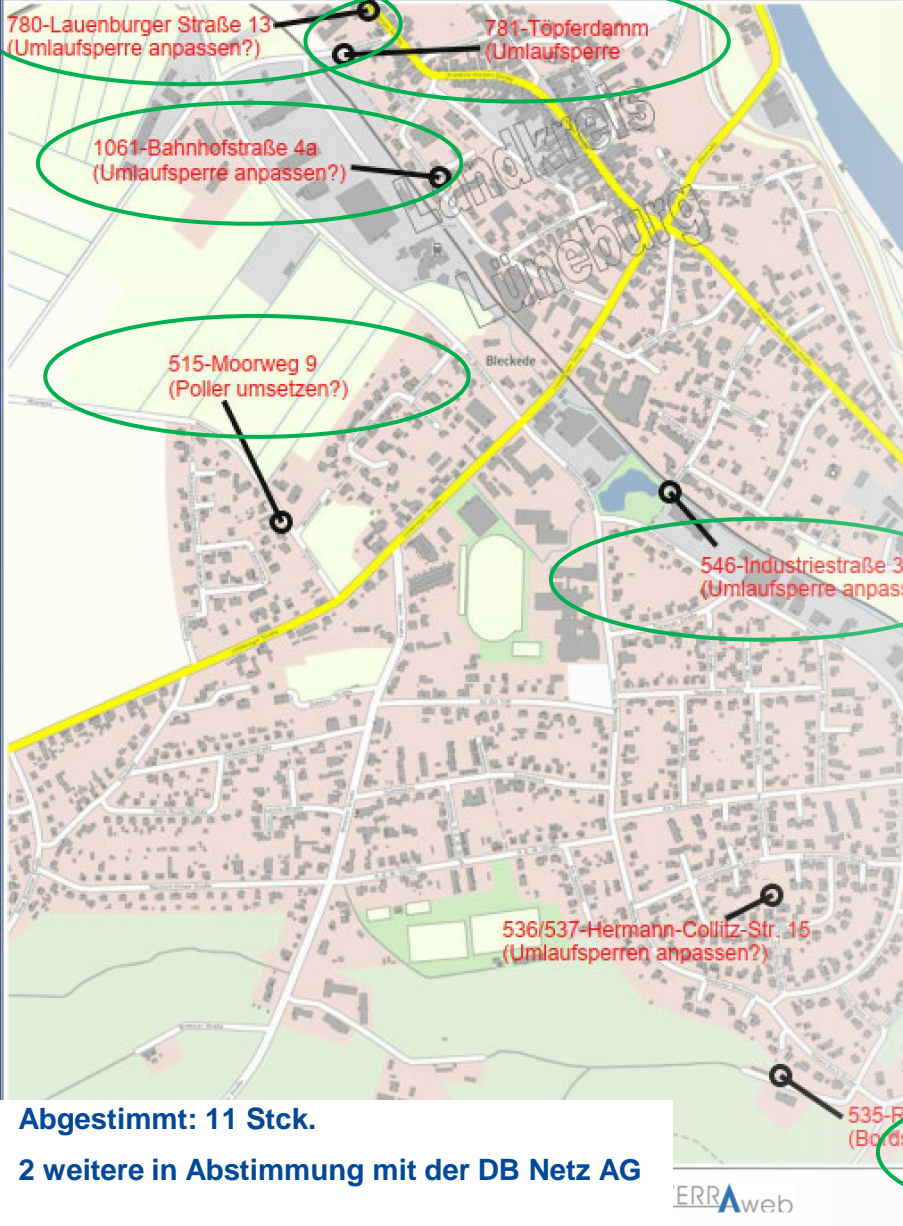 780-Lauenburger Straße 13
(Umlaufsperre anpassen?)
781-Töpferdamm
(Umlaufsperre
1061-Bahnhofstraße 4a
(Umlaufsperre anpassen?)
Landkreis
Lüneburg
515-Moorweg 9
(Poller umsetzen?)
Bleckede
546-Industriestraße 3
(Umlaufsperre anpass
536/537-Hermann-Collitz-Str. 15
(Umlaufsperren anpassen?)
535-R
(Bords
Abgestimmt: 11 Stck.
2 weitere in Abstimmung mit der DB Netz AG
ERRAweb